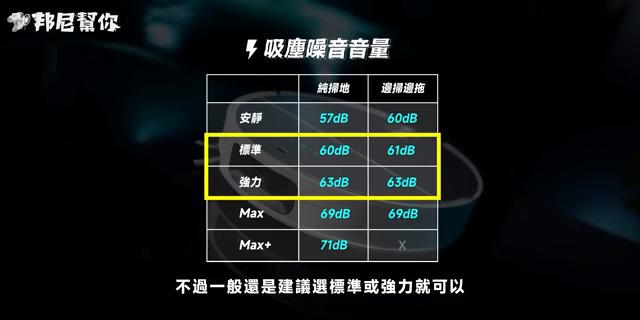 邦尼幫你
吸塵噪音音量
純掃地 邊掃邊拖
安靜 57dB 60dB
標準 60dB 61dB
強力 63dB 63dB
Max 69dB 69dB
Max+ 71dB X
不過一般還是建議選標準或強力就可以